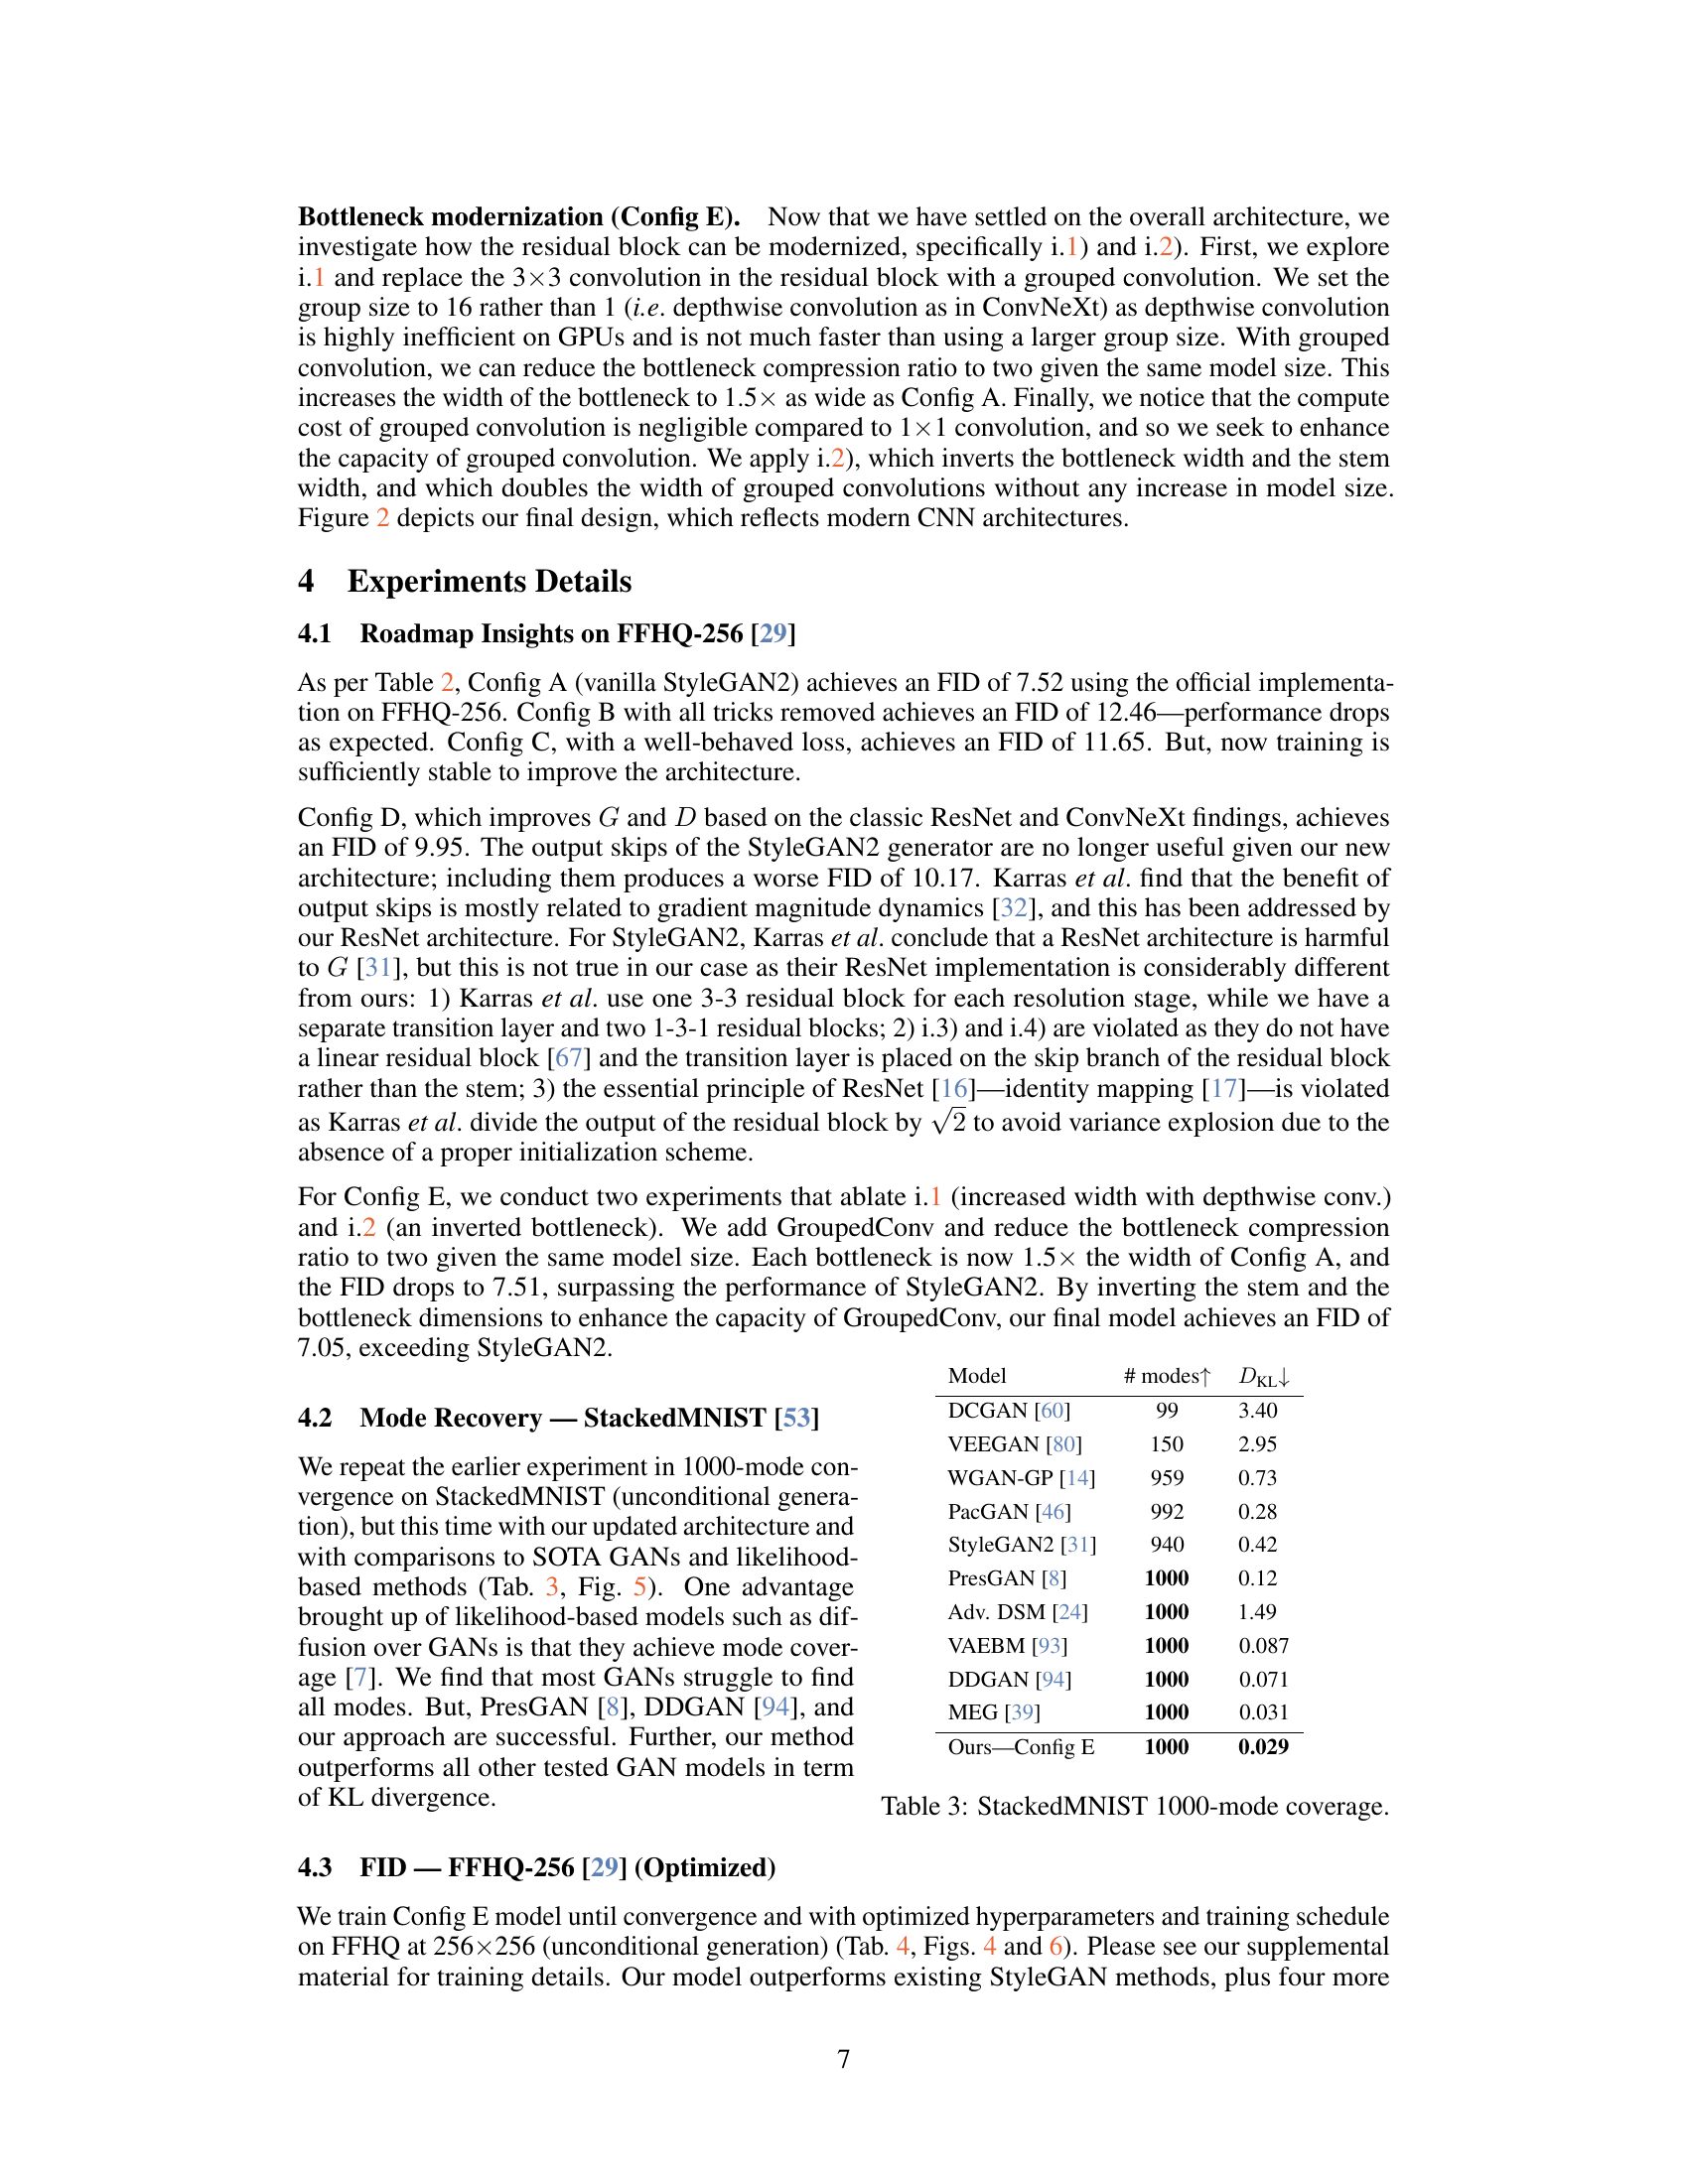 Bottleneck modernization (Config E). Now that we have settled on the overall architecture, we
investigate how the residual block can be modernized, specifically i.1) and i.2). First, we explore
i.1 and replace the 3×3 convolution in the residual block with a grouped convolution. We set the
group size to 16 rather than 1 (i.e. depthwise convolution as in ConvNeXt) as depthwise convolution
is highly inefficient on GPUs and is not much faster than using a larger group size. With grouped
convolution, we can reduce the bottleneck compression ratio to two given the same model size. This
increases the width of the bottleneck to 1.5× as wide as Config A. Finally, we notice that the compute
cost of grouped convolution is negligible compared to 1×1 convolution, and so we seek to enhance
the capacity of grouped convolution. We apply i.2), which inverts the bottleneck width and the stem
width, and which doubles the width of grouped convolutions without any increase in model size.
Figure 2 depicts our final design, which reflects modern CNN architectures.
4 Experiments Details
4.1 Roadmap Insights on FFHQ-256 [29]
As per Table 2, Config A (vanilla StyleGAN2) achieves an FID of 7.52 using the official implementa-
tion on FFHQ-256. Config B with all tricks removed achieves an FID of 12.46—performance drops
as expected. Config C, with a well-behaved loss, achieves an FID of 11.65. But, now training is
sufficiently stable to improve the architecture.
Config D, which improves G and D based on the classic ResNet and ConvNeXt findings, achieves
an FID of 9.95. The output skips of the StyleGAN2 generator are no longer useful given our new
architecture; including them produces a worse FID of 10.17. Karras et al. find that the benefit of
output skips is mostly related to gradient magnitude dynamics [32], and this has been addressed by
our ResNet architecture. For StyleGAN2, Karras et al. conclude that a ResNet architecture is harmful
to G [31], but this is not true in our case as their ResNet implementation is considerably different
from ours: 1) Karras et al. use one 3-3 residual block for each resolution stage, while we have a
separate transition layer and two 1-3-1 residual blocks; 2) i.3) and i.4) are violated as they do not have
a linear residual block [67] and the transition layer is placed on the skip branch of the residual block
rather than the stem; 3) the essential principle of ResNet [16]—identity mapping [17]—is violated
as Karras et al. divide the output of the residual block by √2 to avoid variance explosion due to the
absence of a proper initialization scheme.
For Config E, we conduct two experiments that ablate i.1 (increased width with depthwise conv.)
and i.2 (an inverted bottleneck). We add GroupedConv and reduce the bottleneck compression
ratio to two given the same model size. Each bottleneck is now 1.5× the width of Config A, and
the FID drops to 7.51, surpassing the performance of StyleGAN2. By inverting the stem and the
bottleneck dimensions to enhance the capacity of GroupedConv, our final model achieves an FID of
7.05, exceeding StyleGAN2.
4.2 Mode Recovery — StackedMNIST [53]
We repeat the earlier experiment in 1000-mode con-
vergence on StackedMNIST (unconditional genera-
tion), but this time with our updated architecture and
with comparisons to SOTA GANs and likelihood-
based methods (Tab. 3, Fig. 5). One advantage
brought up of likelihood-based models such as dif-
fusion over GANs is that they achieve mode cover-
age [7]. We find that most GANs struggle to find
all modes. But, PresGAN [8], DDGAN [94], and
our approach are successful. Further, our method
outperforms all other tested GAN models in term
of KL divergence.
Model # modes↑ DKL↓
DCGAN [60] 99 3.40
VEEGAN [80] 150 2.95
WGAN-GP [14] 959 0.73
PacGAN [46] 992 0.28
StyleGAN2 [31] 940 0.42
PresGAN [8] 1000 0.12
Adv. DSM [24] 1000 1.49
VAEBM [93] 1000 0.087
DDGAN [94] 1000 0.071
MEG [39] 1000 0.031
Ours—Config E 1000 0.029
Table 3: StackedMNIST 1000-mode coverage.
4.3 FID — FFHQ-256 [29] (Optimized)
We train Config E model until convergence and with optimized hyperparameters and training schedule
on FFHQ at 256×256 (unconditional generation) (Tab. 4, Figs. 4 and 6). Please see our supplemental
material for training details. Our model outperforms existing StyleGAN methods, plus four more
7